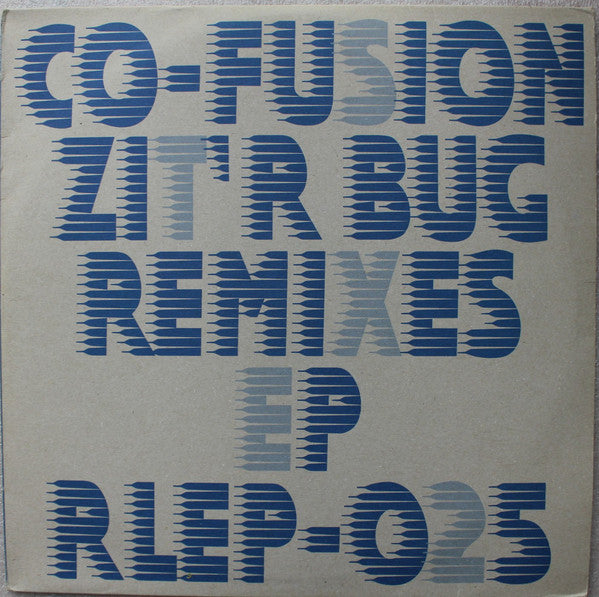 CO-FUSION
ZIT'R BUG
REMIXES
EP
RLEP-025